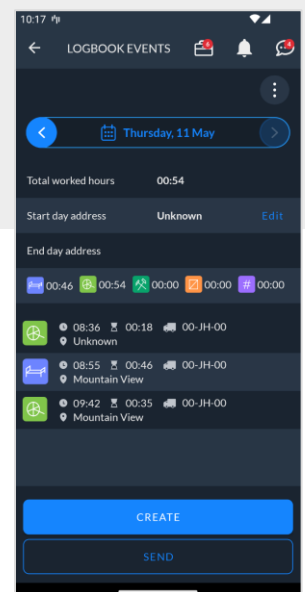 10:17
LOGBOOK EVENTS
Thursday, 11 May
Total worked hours 00:54
Start day address Unknown Edit
End day address
00:46 00:54 00:00 00:00 # 00:00
08:36 00:18 00-JH-00
Unknown
08:55 00:46 00-JH-00
Mountain View
09:42 00:35 00-JH-00
Mountain View
CREATE
SEND